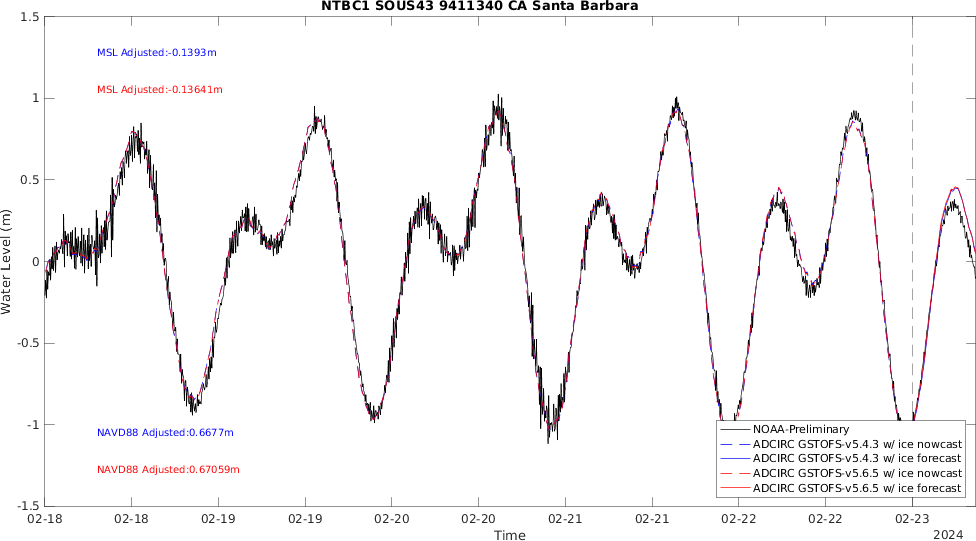 NTBC1 SOUS43 9411340 CA Santa Barbara
1.5
MSL Adjusted:-0.1393m
MSL Adjusted:-0.13641m
1
0.5
0
Water Level (m)
-0.5
-1
NAVD88 Adjusted:0.6677m
NAVD88 Adjusted:0.67059m
NOAA-Preliminary
ADCIRC GSTOFS-v5.4.3 w/ ice nowcast
ADCIRC GSTOFS-v5.4.3 w/ ice forecast
ADCIRC GSTOFS-v5.6.5 w/ ice nowcast
ADCIRC GSTOFS-v5.6.5 w/ ice forecast
-1.5
02-18 02-18 02-19 02-19 02-20 02-20 02-21 02-21 02-22 02-22 02-23
Time
2024